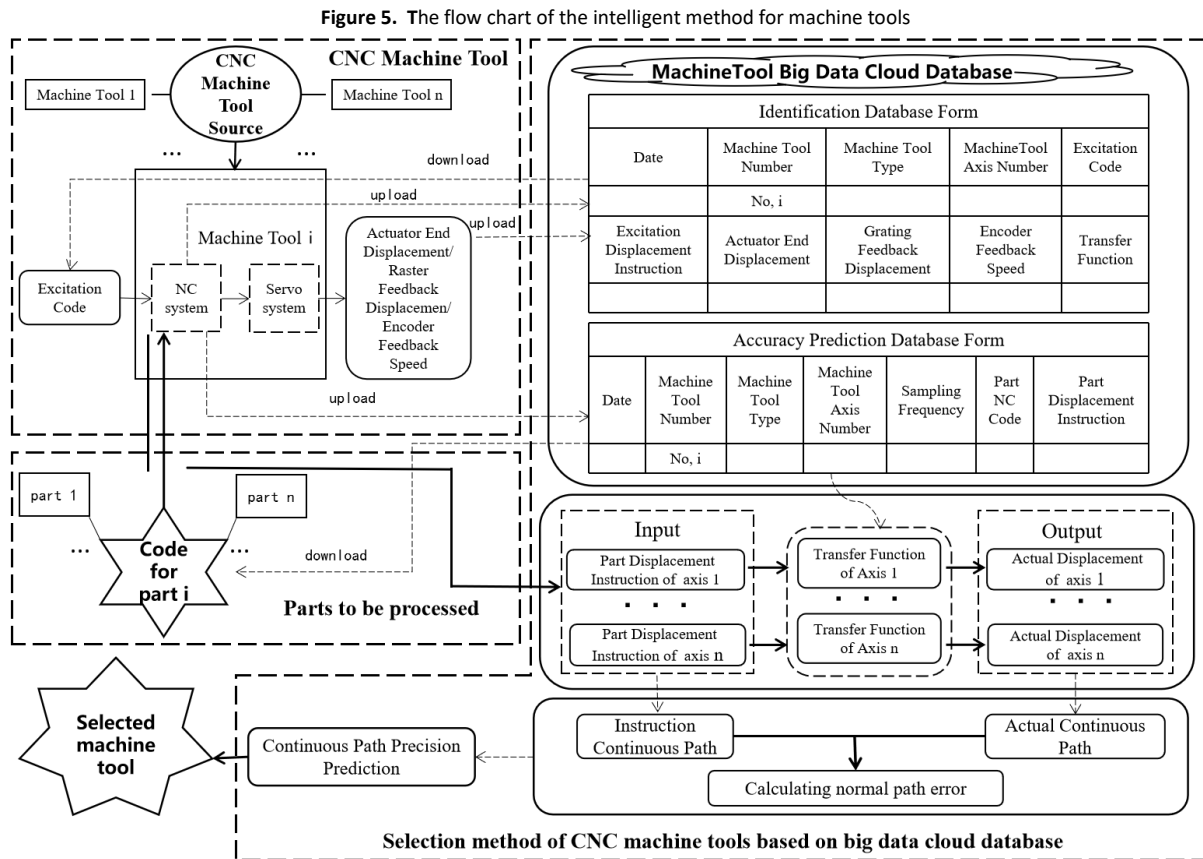 Figure 5. The flow chart of the intelligent method for machine tools
CNC Machine Tool
CNC
Machine
Tool
Source
Machine Tool 1
Machine Tool n
...
...
download
upload
upload
Machine Tool i
Excitation
Code
NC
system
Servo
system
Actuator End
Displacement/
Raster
Feedback
Displacemen/
Encoder
Feedback
Speed
upload
MachineTool Big Data Cloud Database
Identification Database Form
Date
Machine Tool
Number
Machine Tool
Type
MachineTool
Axis Number
Excitation
Code
No, i
Excitation
Displacement
Instruction
Actuator End
Displacement
Grating
Feedback
Displacement
Encoder
Feedback
Speed
Transfer
Function
Accuracy Prediction Database Form
Date
Machine
Tool
Number
Machine
Tool
Type
Machine
Tool
Axis
Number
Sampling
Frequency
Part
NC
Code
Part
Displacement
Instruction
No, i
part 1
part n
...
...
Code
for
part i
download
Parts to be processed
Input
Part Displacement
Instruction of axis 1
. . .
Part Displacement
Instruction of axis n
Transfer Function
of Axis 1
. . .
Transfer Function
of Axis n
Output
Actual Displacement
of axis 1
. . .
Actual Displacement
of axis n
Selected
machine
tool
Continuous Path Precision
Prediction
Instruction
Continuous Path
Actual Continuous
Path
Calculating normal path error
Selection method of CNC machine tools based on big data cloud database